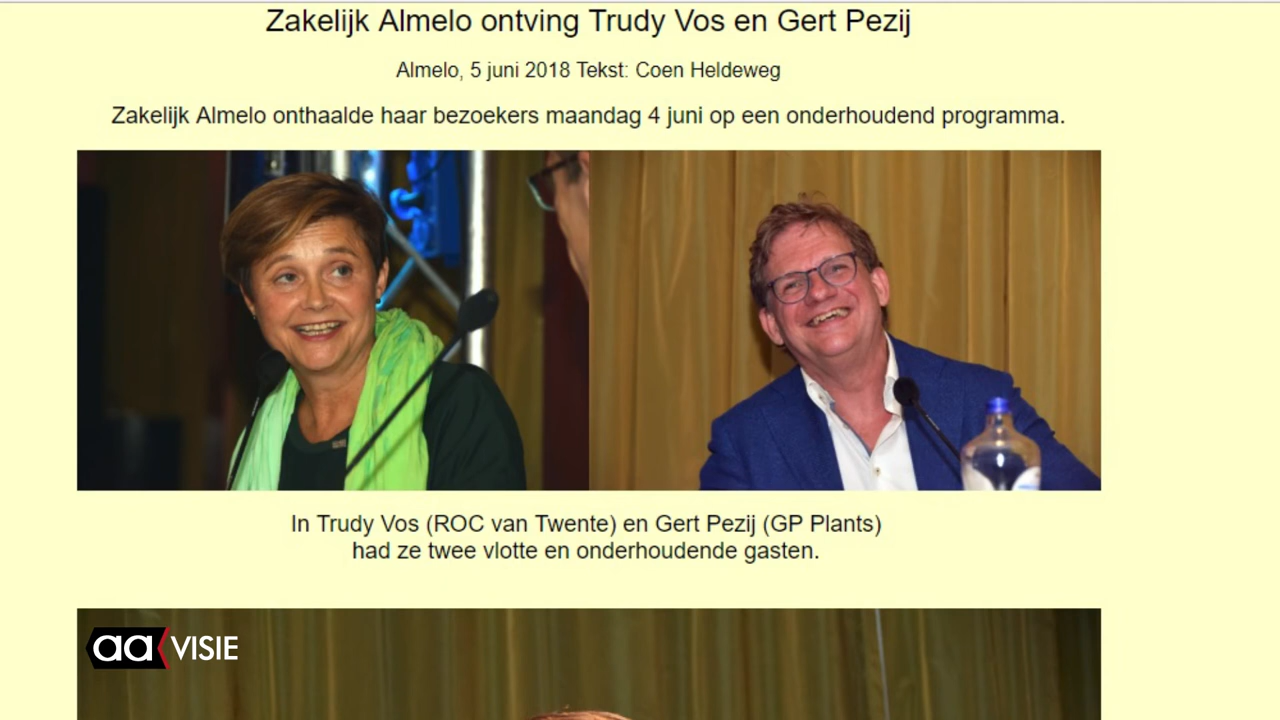 Zakelijk Almelo ontving Trudy Vos en Gert Pezij
Almelo, 5 juni 2018 Tekst: Coen Heldeweg
Zakelijk Almelo onthaalde haar bezoekers maandag 4 juni op een onderhoudend programma.
In Trudy Vos (ROC van Twente) en Gert Pezij (GP Plants)
had ze twee vlotte en onderhoudende gasten.
aa VISIE